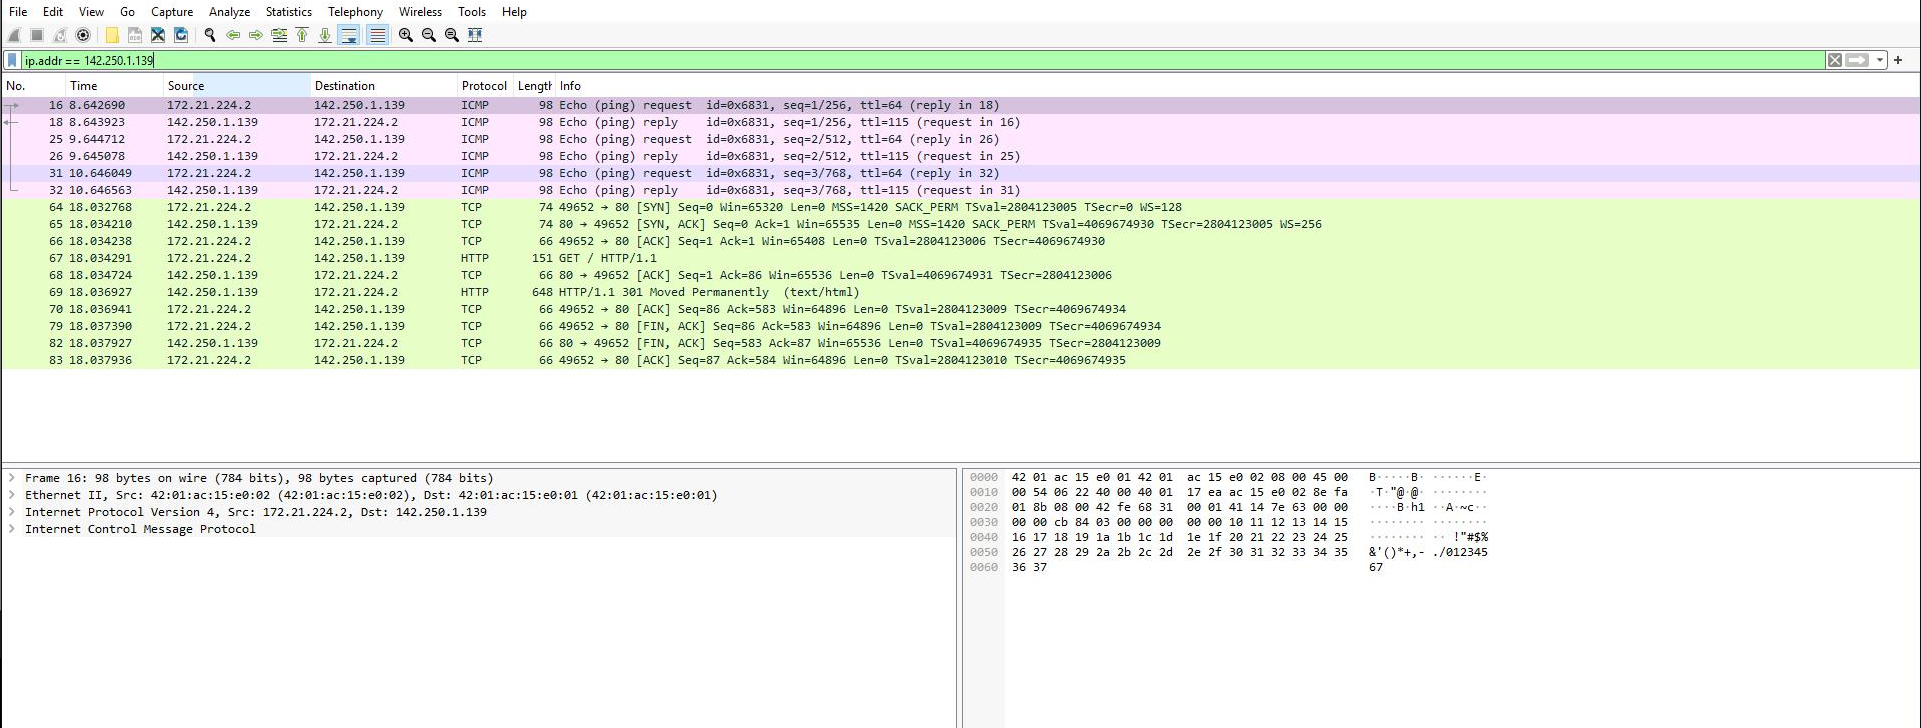 File Edit View Go Capture Analyze Statistics Telephony Wireless Tools Help
ip.addr == 142.250.1.139
No. Time Source Destination Protocol Length Info
16 8.642690 172.21.224.2 142.250.1.139 ICMP 98 Echo (ping) request id=0x6831, seq=1/256, ttl=64 (reply in 18)
18 8.643923 142.250.1.139 172.21.224.2 ICMP 98 Echo (ping) reply id=0x6831, seq=1/256, ttl=115 (request in 16)
25 9.644712 172.21.224.2 142.250.1.139 ICMP 98 Echo (ping) request id=0x6831, seq=2/512, ttl=64 (reply in 26)
26 9.645078 142.250.1.139 172.21.224.2 ICMP 98 Echo (ping) reply id=0x6831, seq=2/512, ttl=115 (request in 25)
31 10.646049 172.21.224.2 142.250.1.139 ICMP 98 Echo (ping) request id=0x6831, seq=3/768, ttl=64 (reply in 32)
32 10.646563 142.250.1.139 172.21.224.2 ICMP 98 Echo (ping) reply id=0x6831, seq=3/768, ttl=115 (request in 31)
64 18.032768 172.21.224.2 142.250.1.139 TCP 74 49652 → 80 [SYN] Seq=0 Win=65320 Len=0 MSS=1420 SACK_PERM TSval=2804123005 TSecr=0 WS=128
65 18.034210 142.250.1.139 172.21.224.2 TCP 74 80 → 49652 [SYN, ACK] Seq=0 Ack=1 Win=65535 Len=0 MSS=1420 SACK_PERM TSval=4069674930 TSecr=2804123005 WS=256
66 18.034238 172.21.224.2 142.250.1.139 TCP 66 49652 → 80 [ACK] Seq=1 Ack=1 Win=65408 Len=0 TSval=2804123006 TSecr=4069674930
67 18.034291 172.21.224.2 142.250.1.139 HTTP 151 GET / HTTP/1.1
68 18.034724 142.250.1.139 172.21.224.2 TCP 66 80 → 49652 [ACK] Seq=1 Ack=86 Win=65536 Len=0 TSval=4069674931 TSecr=2804123006
69 18.036927 142.250.1.139 172.21.224.2 HTTP 648 HTTP/1.1 301 Moved Permanently (text/html)
70 18.036941 172.21.224.2 142.250.1.139 TCP 66 49652 → 80 [ACK] Seq=86 Ack=583 Win=64896 Len=0 TSval=2804123009 TSecr=4069674934
79 18.037390 172.21.224.2 142.250.1.139 TCP 66 49652 → 80 [FIN, ACK] Seq=86 Ack=583 Win=64896 Len=0 TSval=2804123009 TSecr=4069674934
82 18.037927 142.250.1.139 172.21.224.2 TCP 66 80 → 49652 [FIN, ACK] Seq=583 Ack=87 Win=65536 Len=0 TSval=4069674935 TSecr=2804123009
83 18.037936 172.21.224.2 142.250.1.139 TCP 66 49652 → 80 [ACK] Seq=87 Ack=584 Win=64896 Len=0 TSval=2804123010 TSecr=4069674935
Frame 16: 98 bytes on wire (784 bits), 98 bytes captured (784 bits)
Ethernet II, Src: 42:01:ac:15:e0:02 (42:01:ac:15:e0:02), Dst: 42:01:ac:15:e0:01 (42:01:ac:15:e0:01)
Internet Protocol Version 4, Src: 172.21.224.2, Dst: 142.250.1.139
Internet Control Message Protocol
0000 42 01 ac 15 e0 01 42 01 ac 15 e0 02 08 00 45 00 B·····B· ······E·
0010 00 54 06 22 40 00 40 01 17 ea ac 15 e0 02 8e fa ·T·"@·@· ········
0020 01 8b 08 00 42 fe 68 31 00 01 41 14 7e 63 00 00 ····B·h1 ··A·~c··
0030 00 00 cb 84 03 00 00 00 00 00 10 11 12 13 14 15 ········ ········
0040 16 17 18 19 1a 1b 1c 1d 1e 1f 20 21 22 23 24 25 ········ ·· !"#$%
0050 26 27 28 29 2a 2b 2c 2d 2e 2f 30 31 32 33 34 35 &'()*+,- ./012345
0060 36 37 67